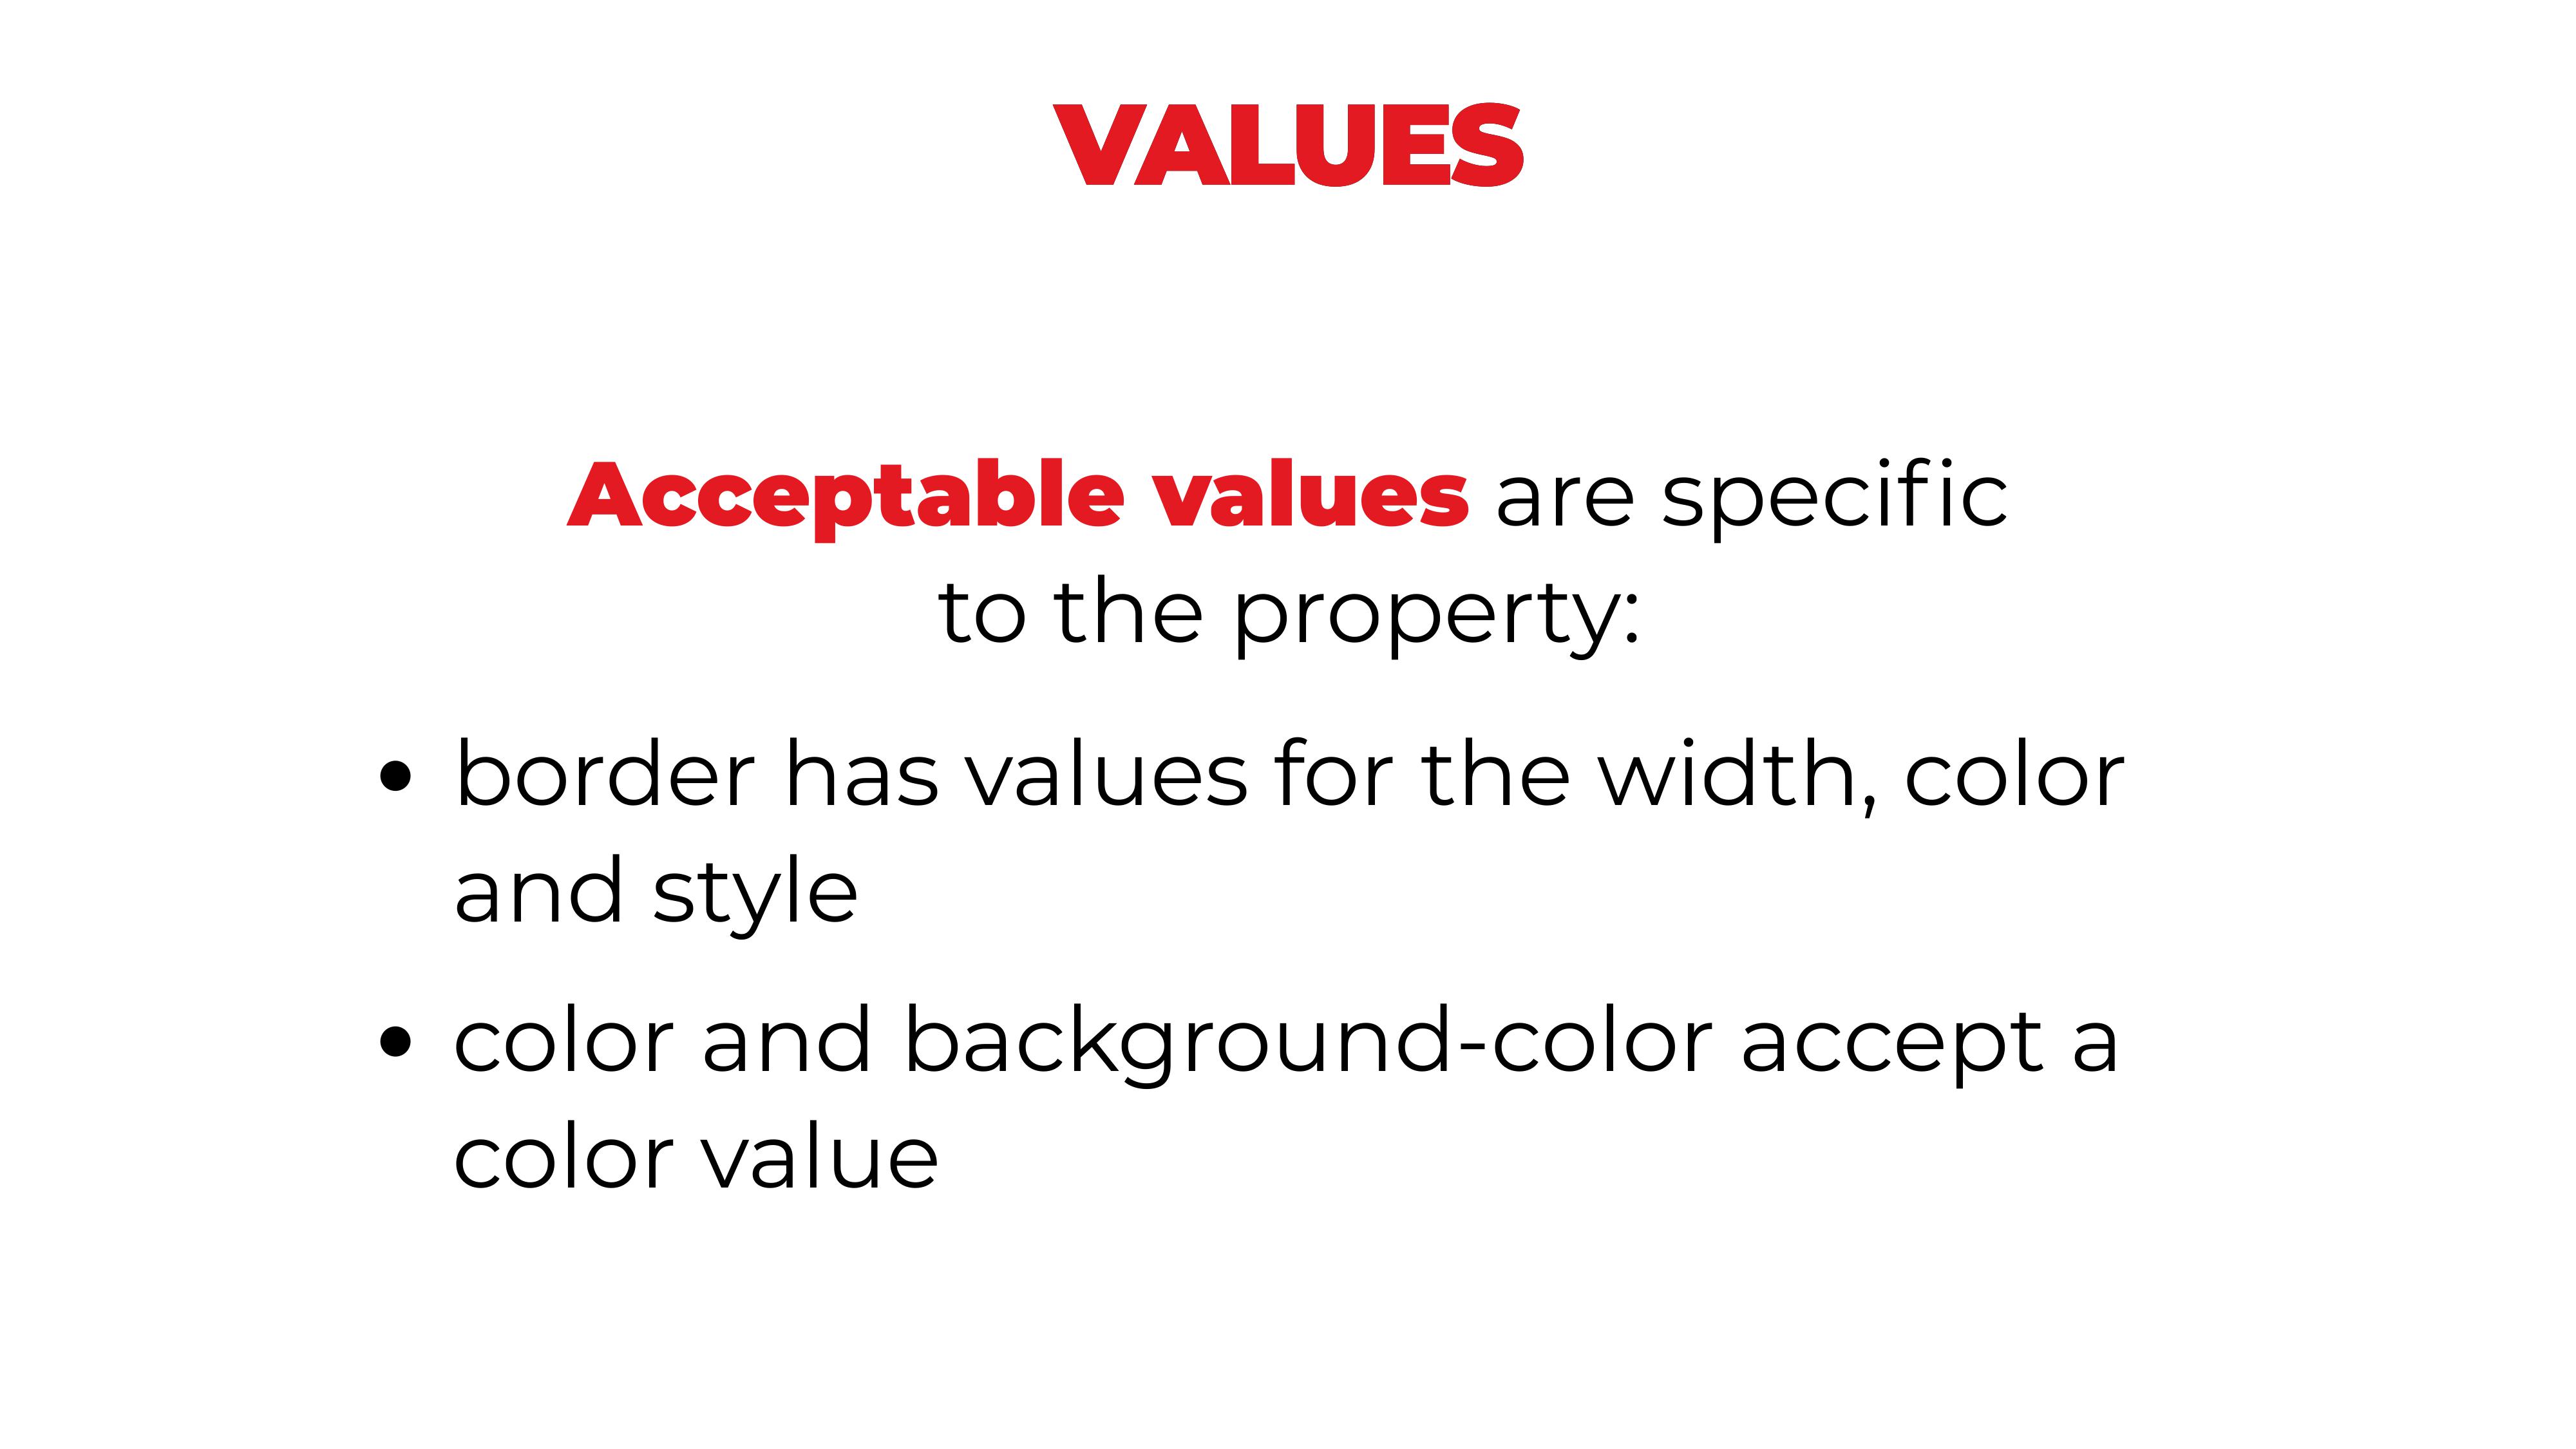 VALUES
Acceptable values are specific
to the property:
• border has values for the width, color
and style
• color and background-color accept a
color value